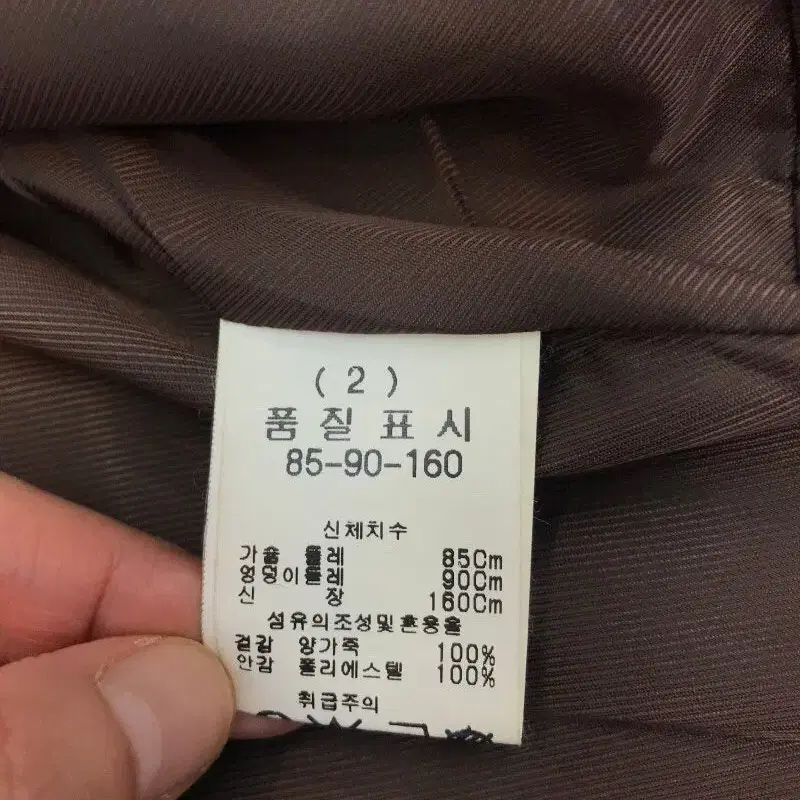 ( 2 )
품 질 표 시
85-90-160
신체치수
가슴 둘레 85Cm
엉덩이둘레 90Cm
신 장 160Cm
섬유의조성및혼용율
겉감 양가죽 100%
안감 폴리에스텔 100%
취급주의